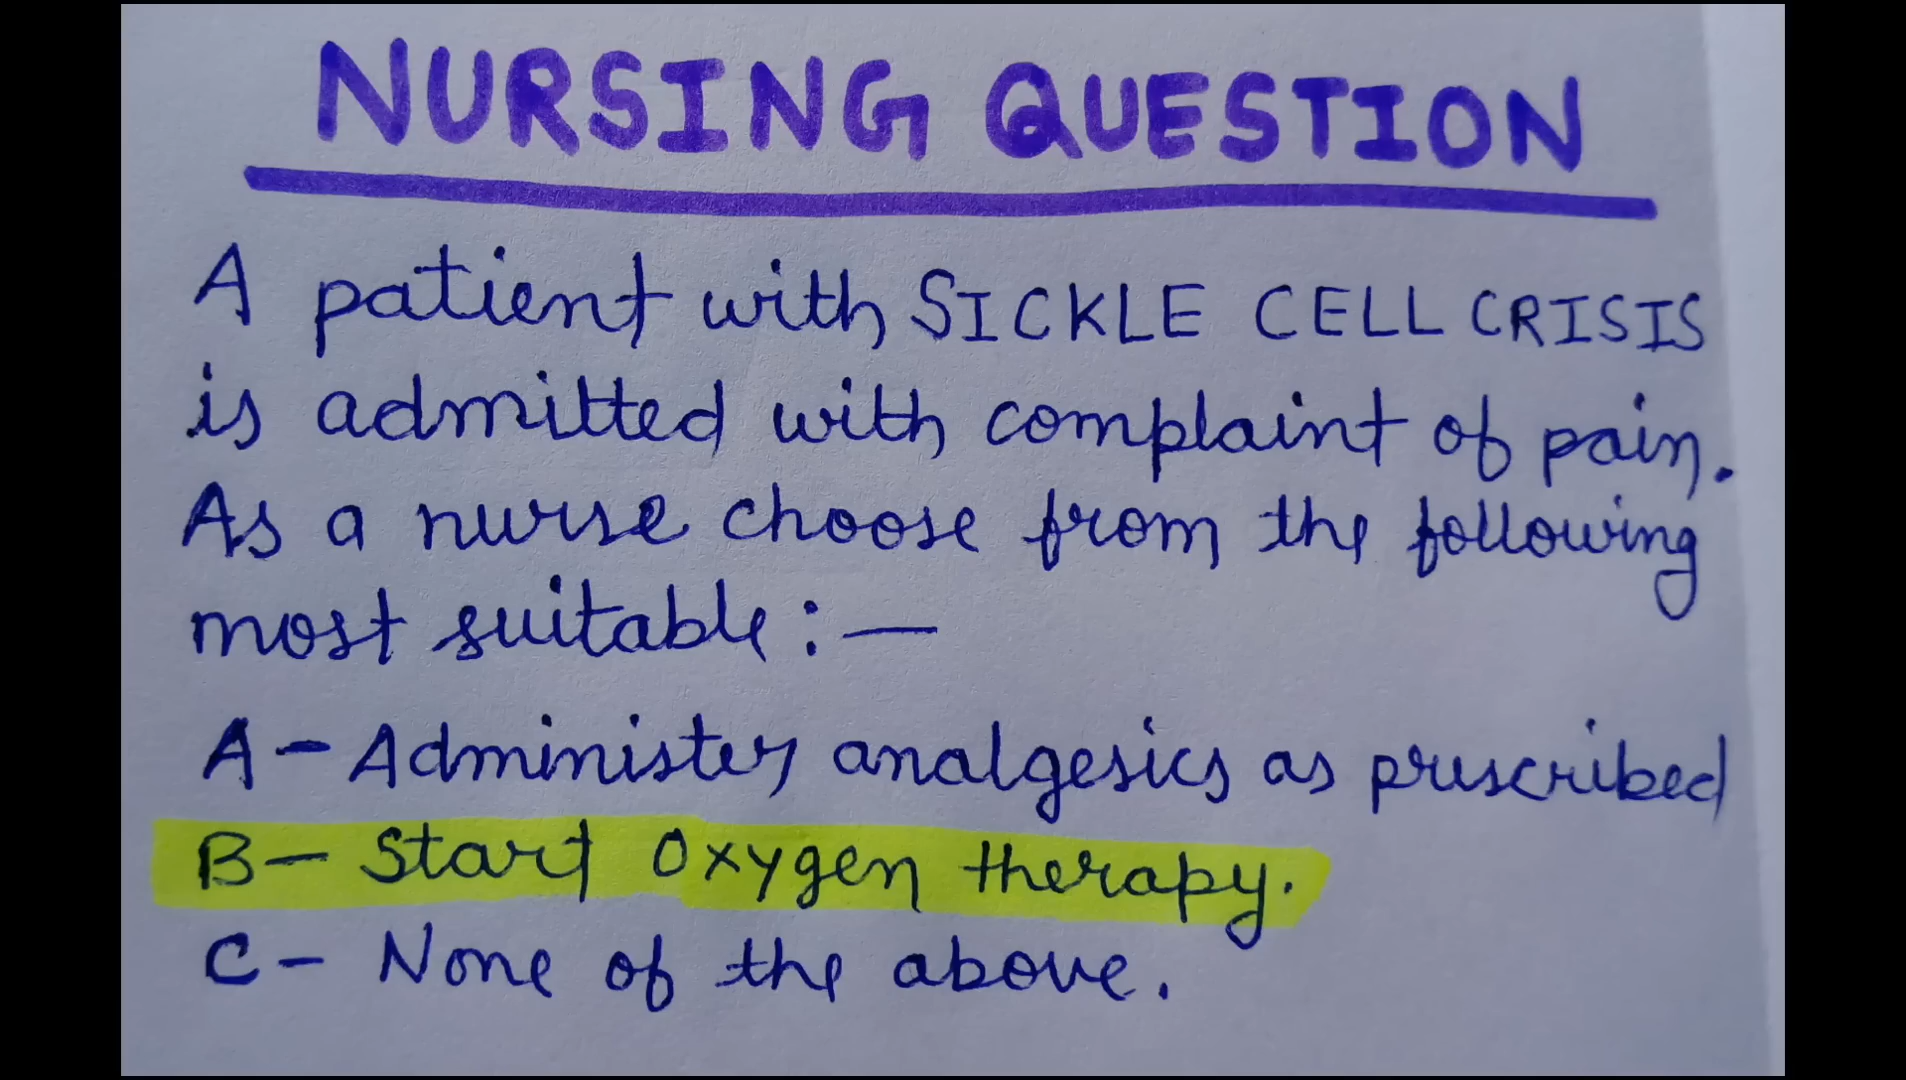 NURSING QUESTION
A patient with SICKLE CELL CRISIS
is admitted with complaint of pain.
As a nurse choose from the following
most suitable : —
A – Administer analgesics as prescribed
B – Start Oxygen therapy.
C – None of the above.